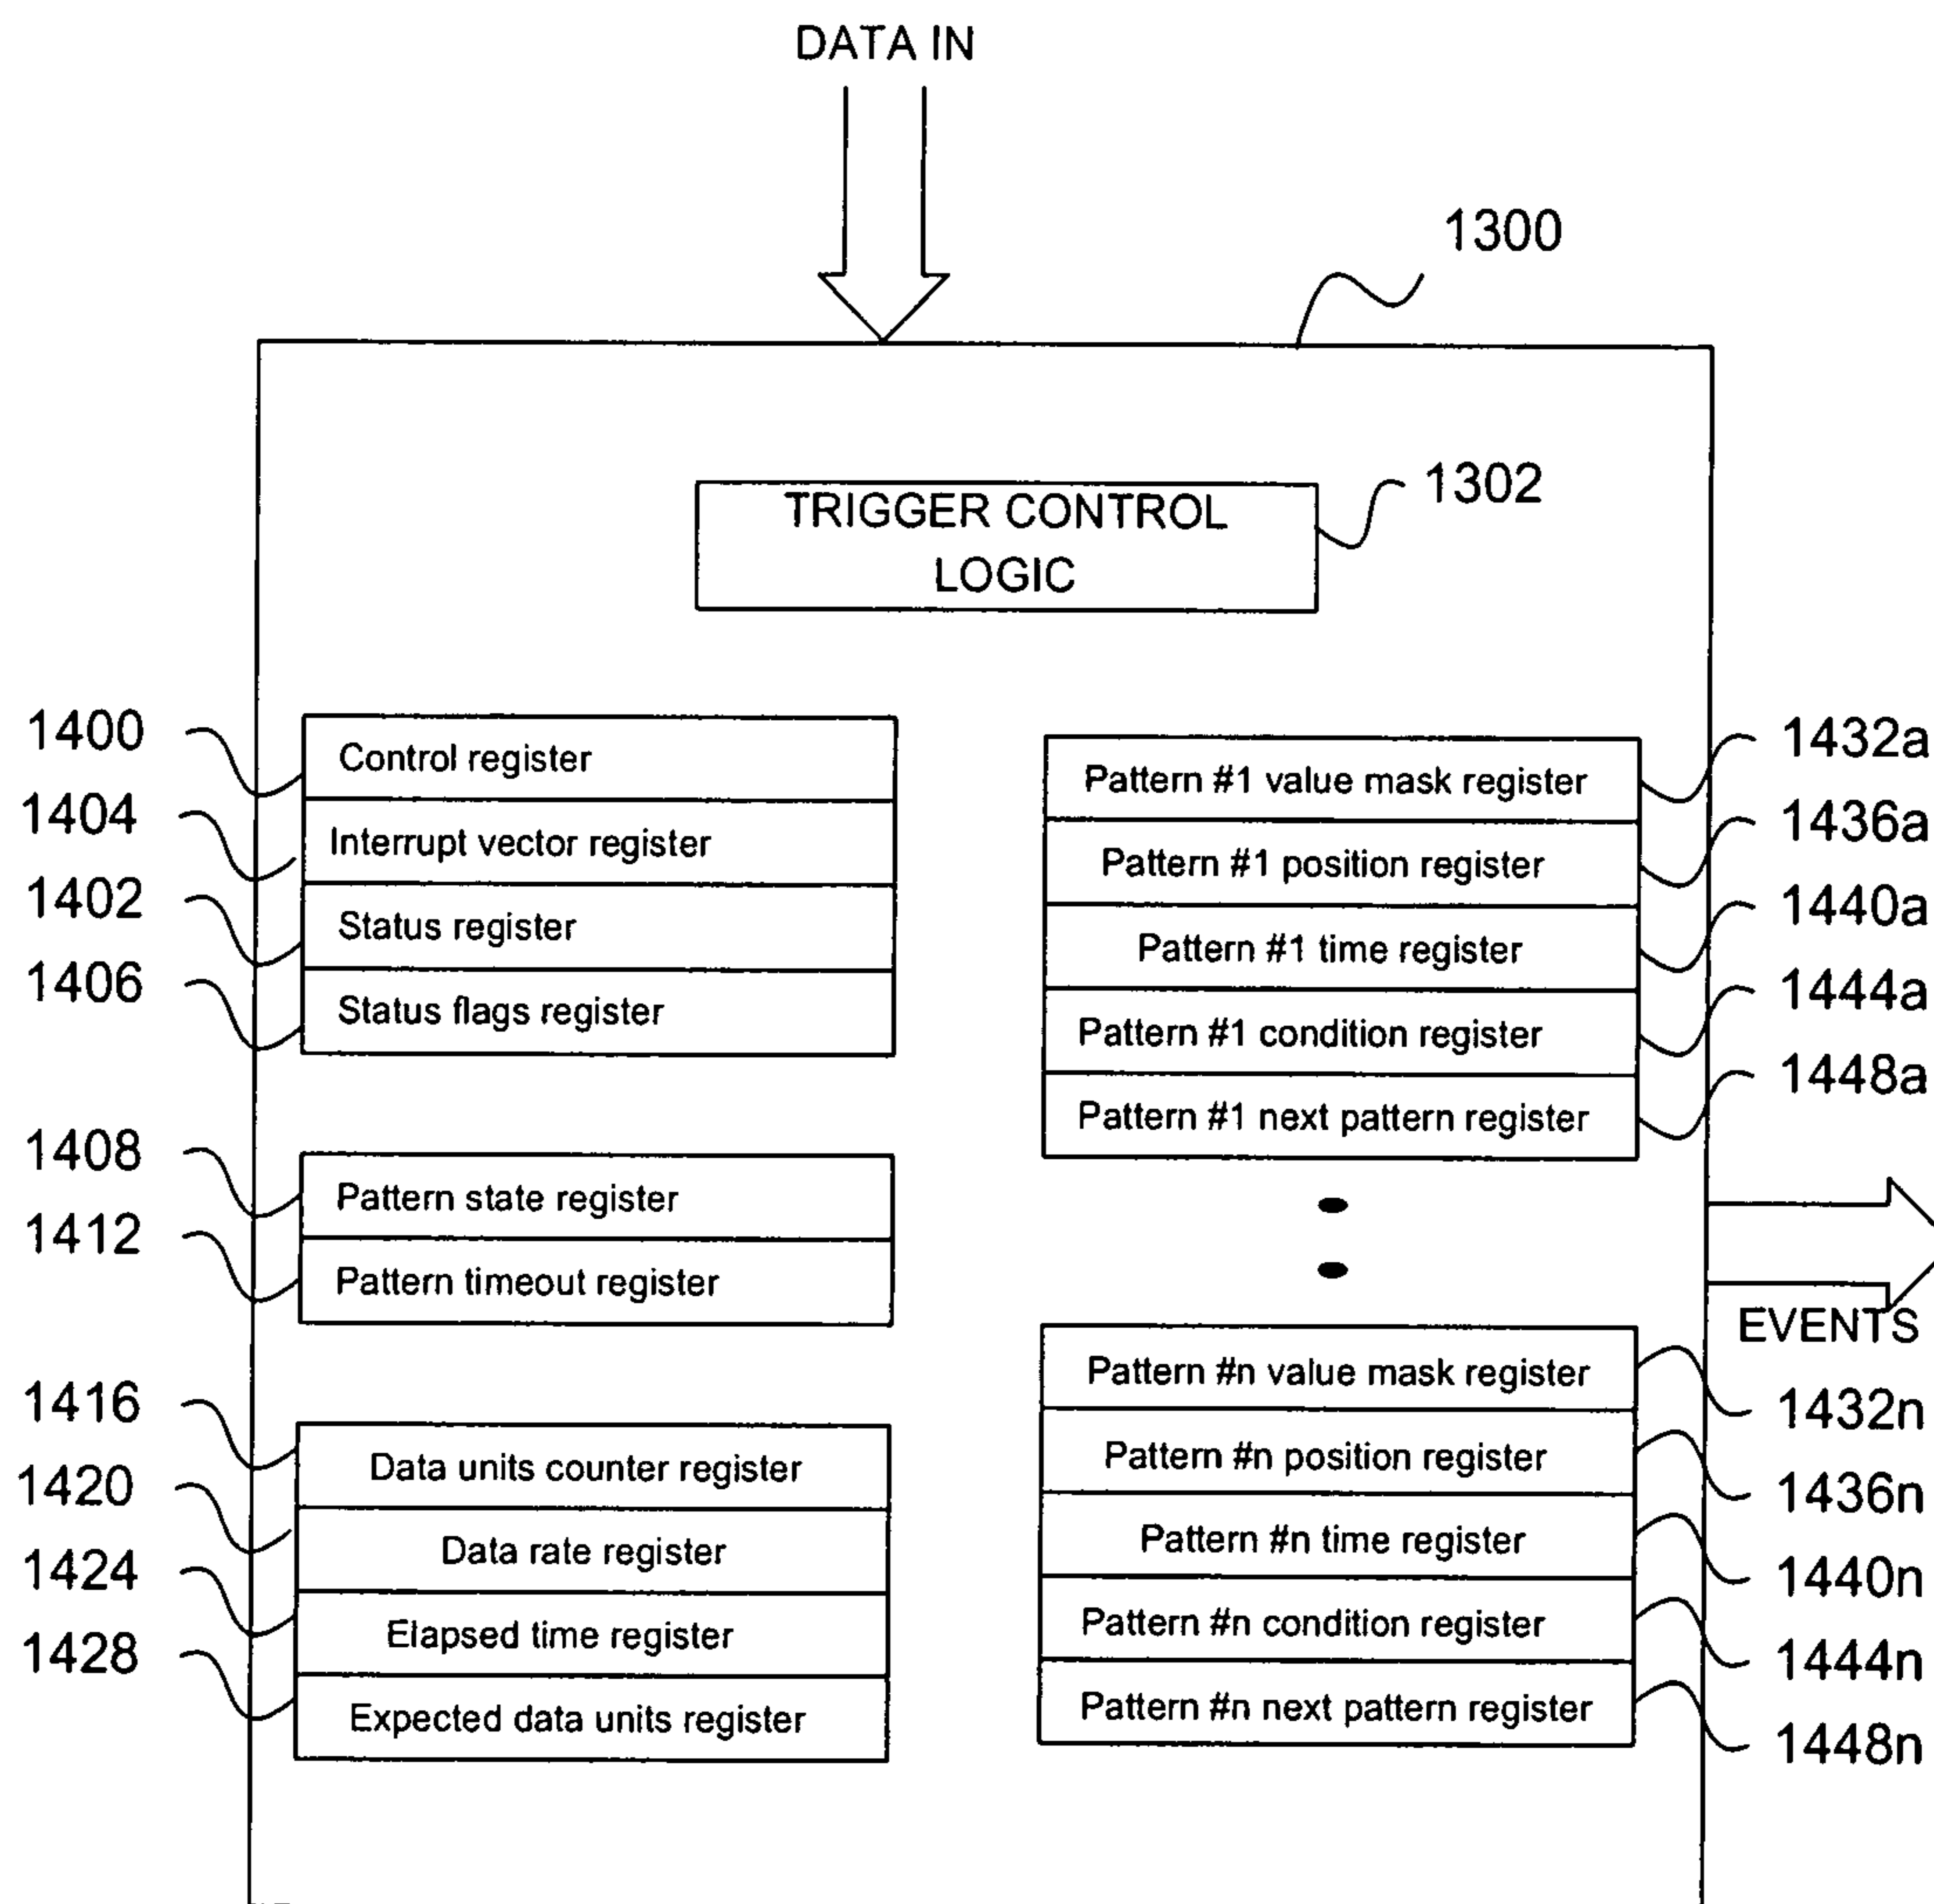 DATA IN
1300
TRIGGER CONTROL
LOGIC
1302
1400
Control register
1404
Interrupt vector register
1402
Status register
1406
Status flags register
1408
Pattern state register
1412
Pattern timeout register
1416
Data units counter register
1420
Data rate register
1424
Elapsed time register
1428
Expected data units register
Pattern #1 value mask register
1432a
Pattern #1 position register
1436a
Pattern #1 time register
1440a
Pattern #1 condition register
1444a
Pattern #1 next pattern register
1448a
EVENTS
Pattern #n value mask register
1432n
Pattern #n position register
1436n
Pattern #n time register
1440n
Pattern #n condition register
1444n
Pattern #n next pattern register
1448n